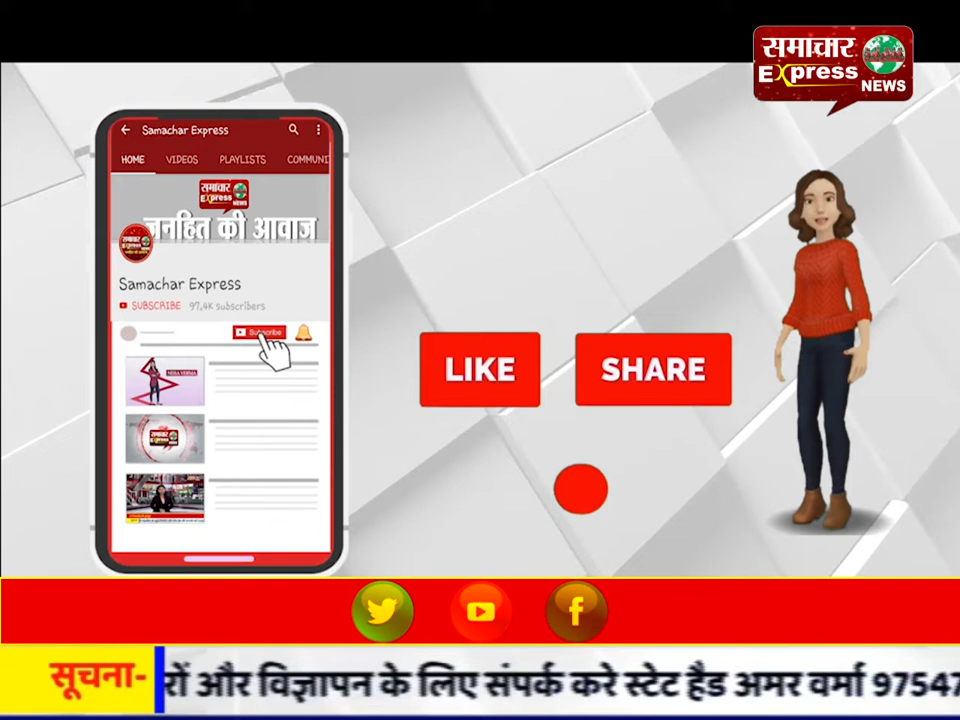 समाचार
Express
NEWS
Samachar Express
HOME VIDEOS PLAYLISTS COMMUNI
समाचार
Express
NEWS
जनहित की आवाज
Samachar Express
SUBSCRIBE 97.4K subscribers
Subscribe
LIKE SHARE
सूचना- रों और विज्ञापन के लिए संपर्क करे स्टेट हैड अमर वर्मा 97547